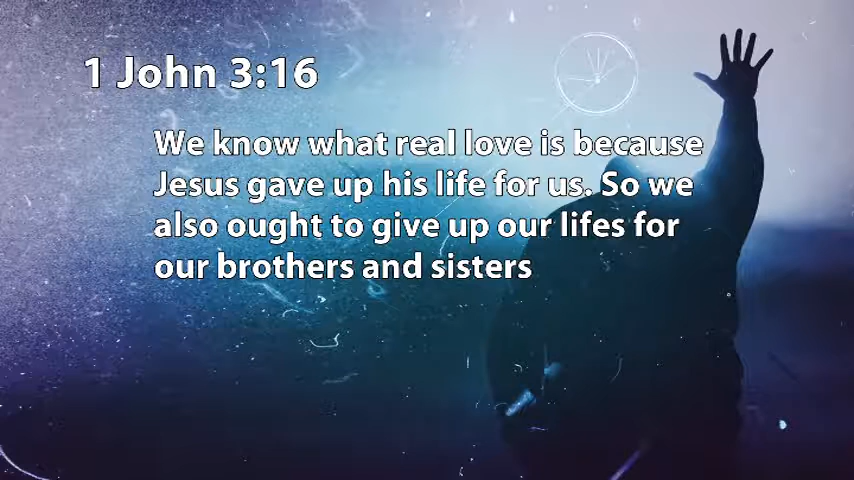 1 John 3:16
We know what real love is because
Jesus gave up his life for us. So we
also ought to give up our lifes for
our brothers and sisters